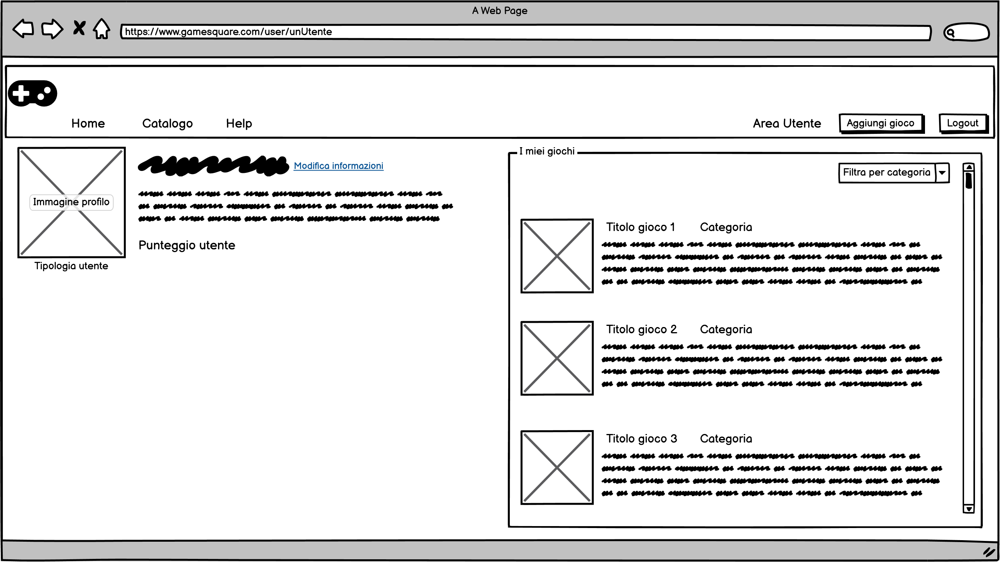 A Web Page
https://www.gamesquare.com/user/unUtente
Home Catalogo Help Area Utente Aggiungi gioco Logout
Immagine profilo
Tipologia utente
Modifica informazioni
Punteggio utente
I miei giochi
Filtra per categoria
Titolo gioco 1 Categoria
Titolo gioco 2 Categoria
Titolo gioco 3 Categoria